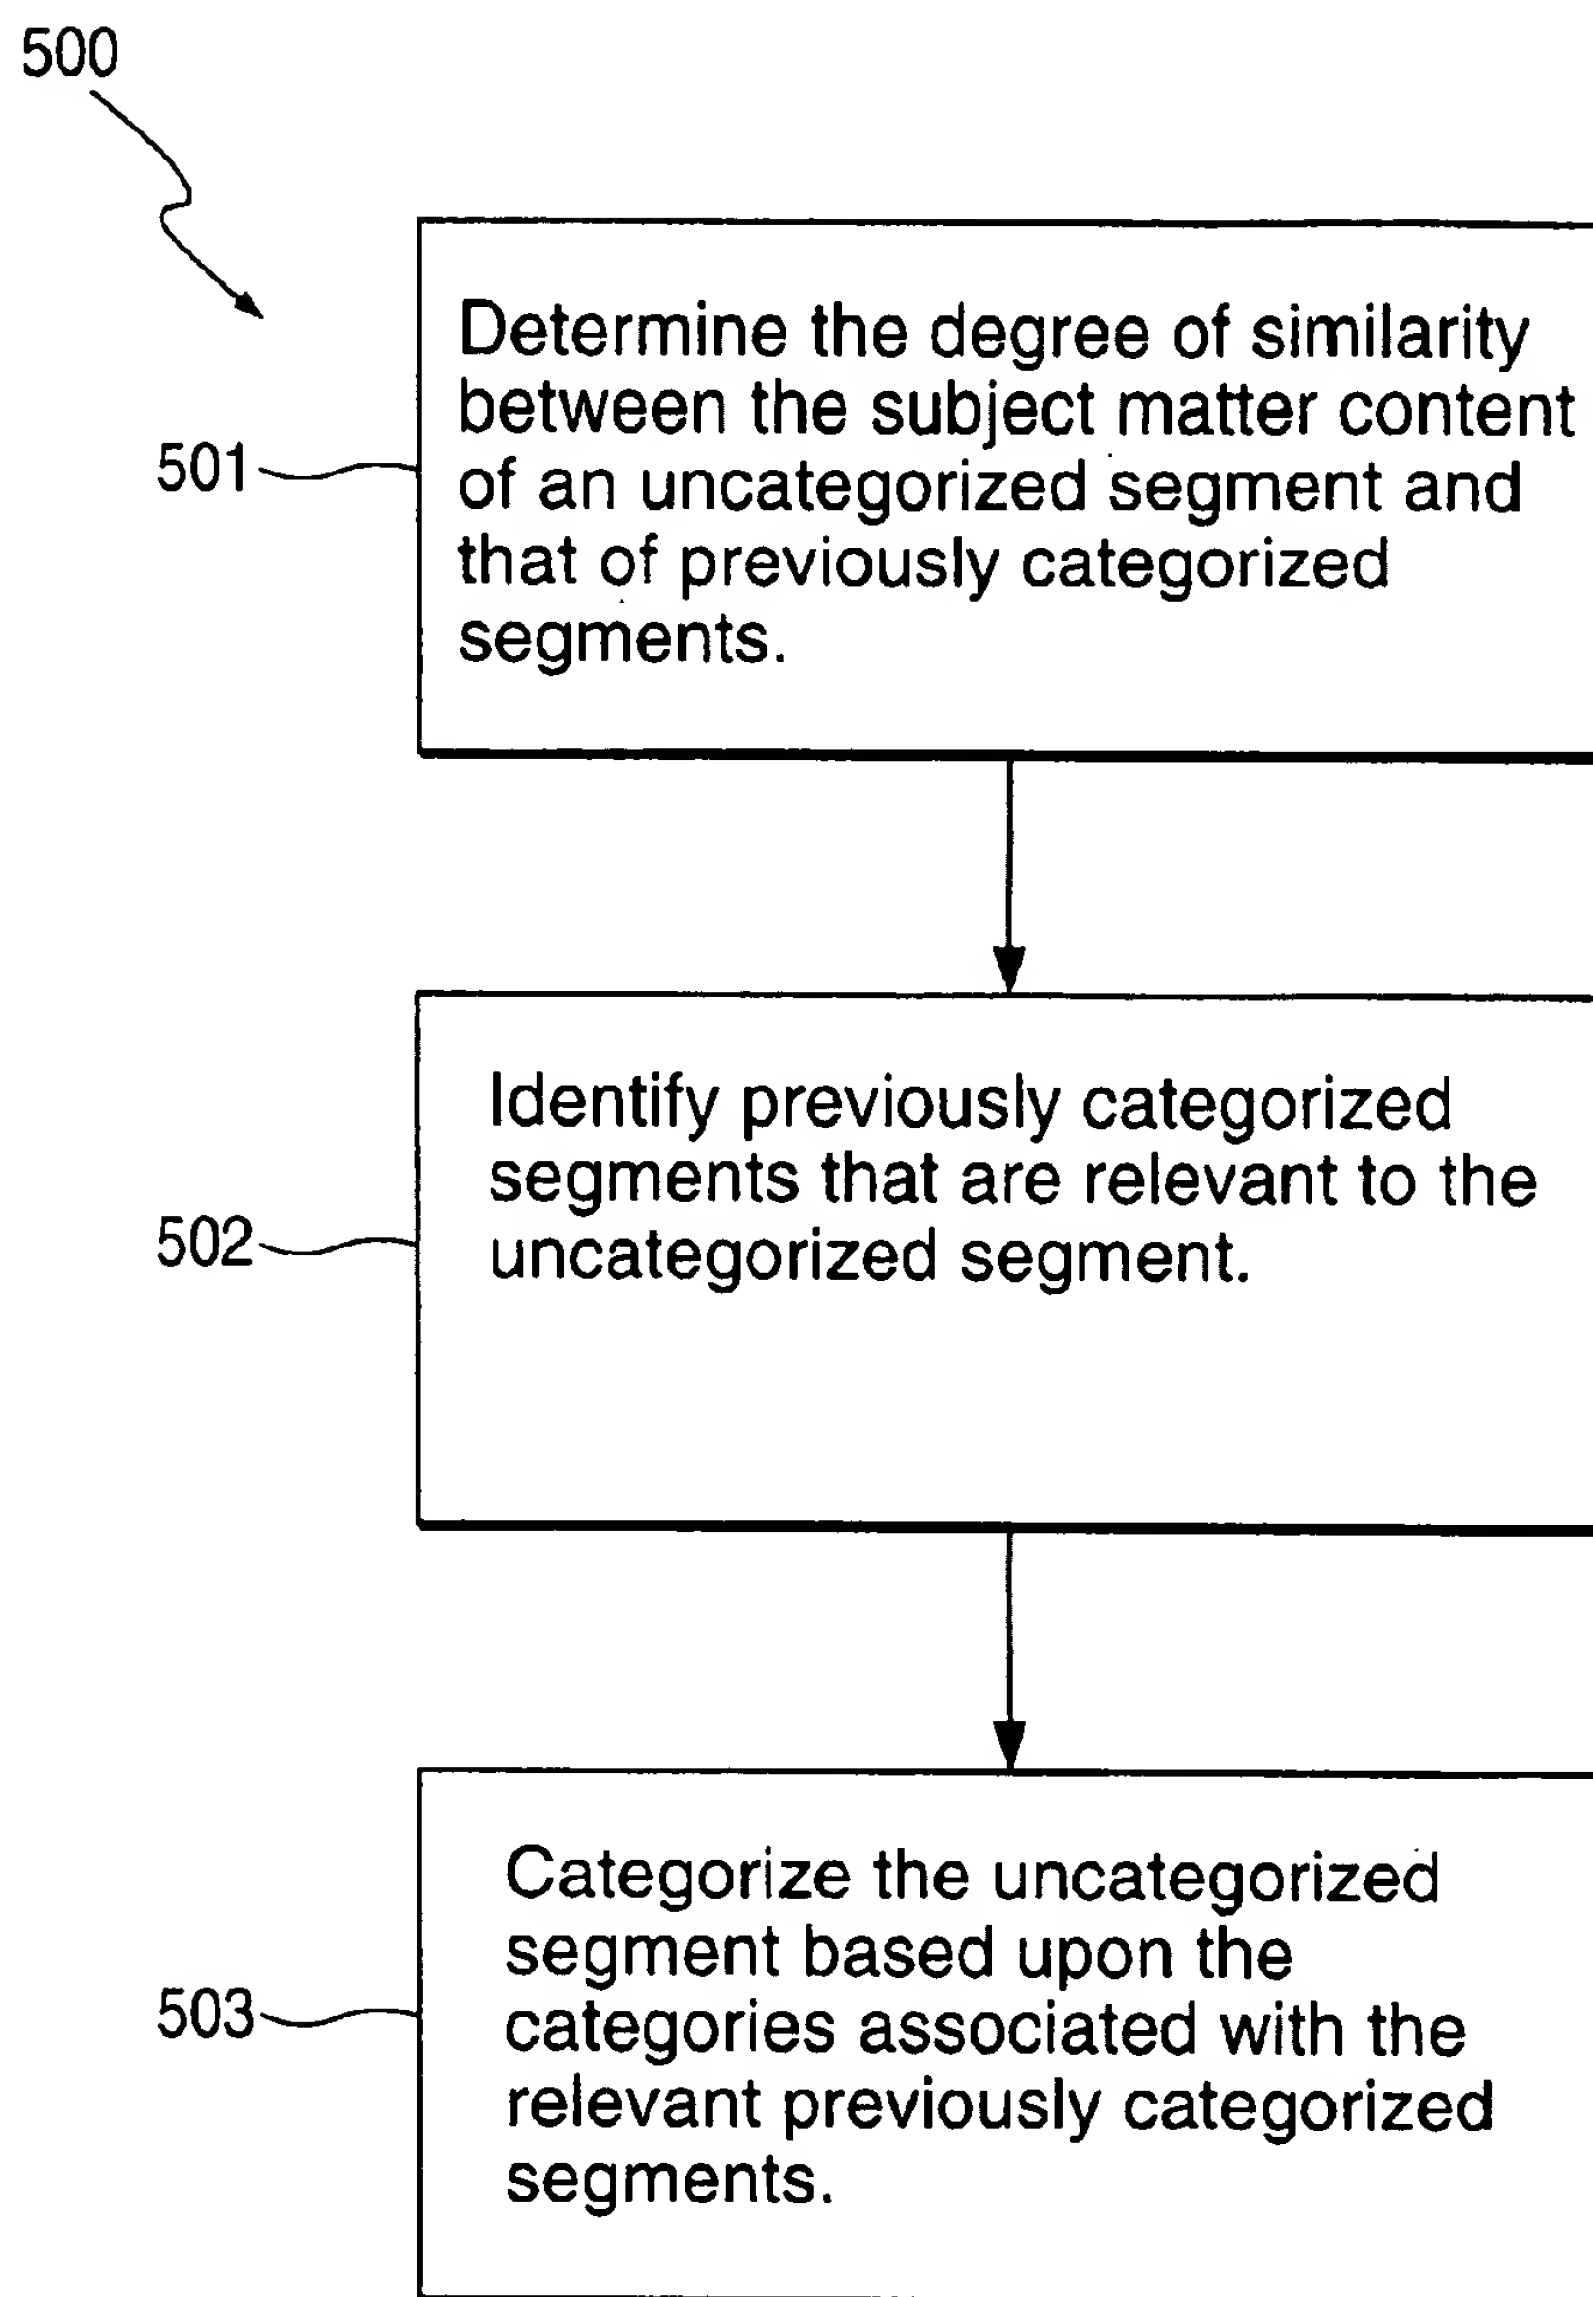 500
501
Determine the degree of similarity
between the subject matter content
of an uncategorized segment and
that of previously categorized
segments.
502
Identify previously categorized
segments that are relevant to the
uncategorized segment.
503
Categorize the uncategorized
segment based upon the
categories associated with the
relevant previously categorized
segments.